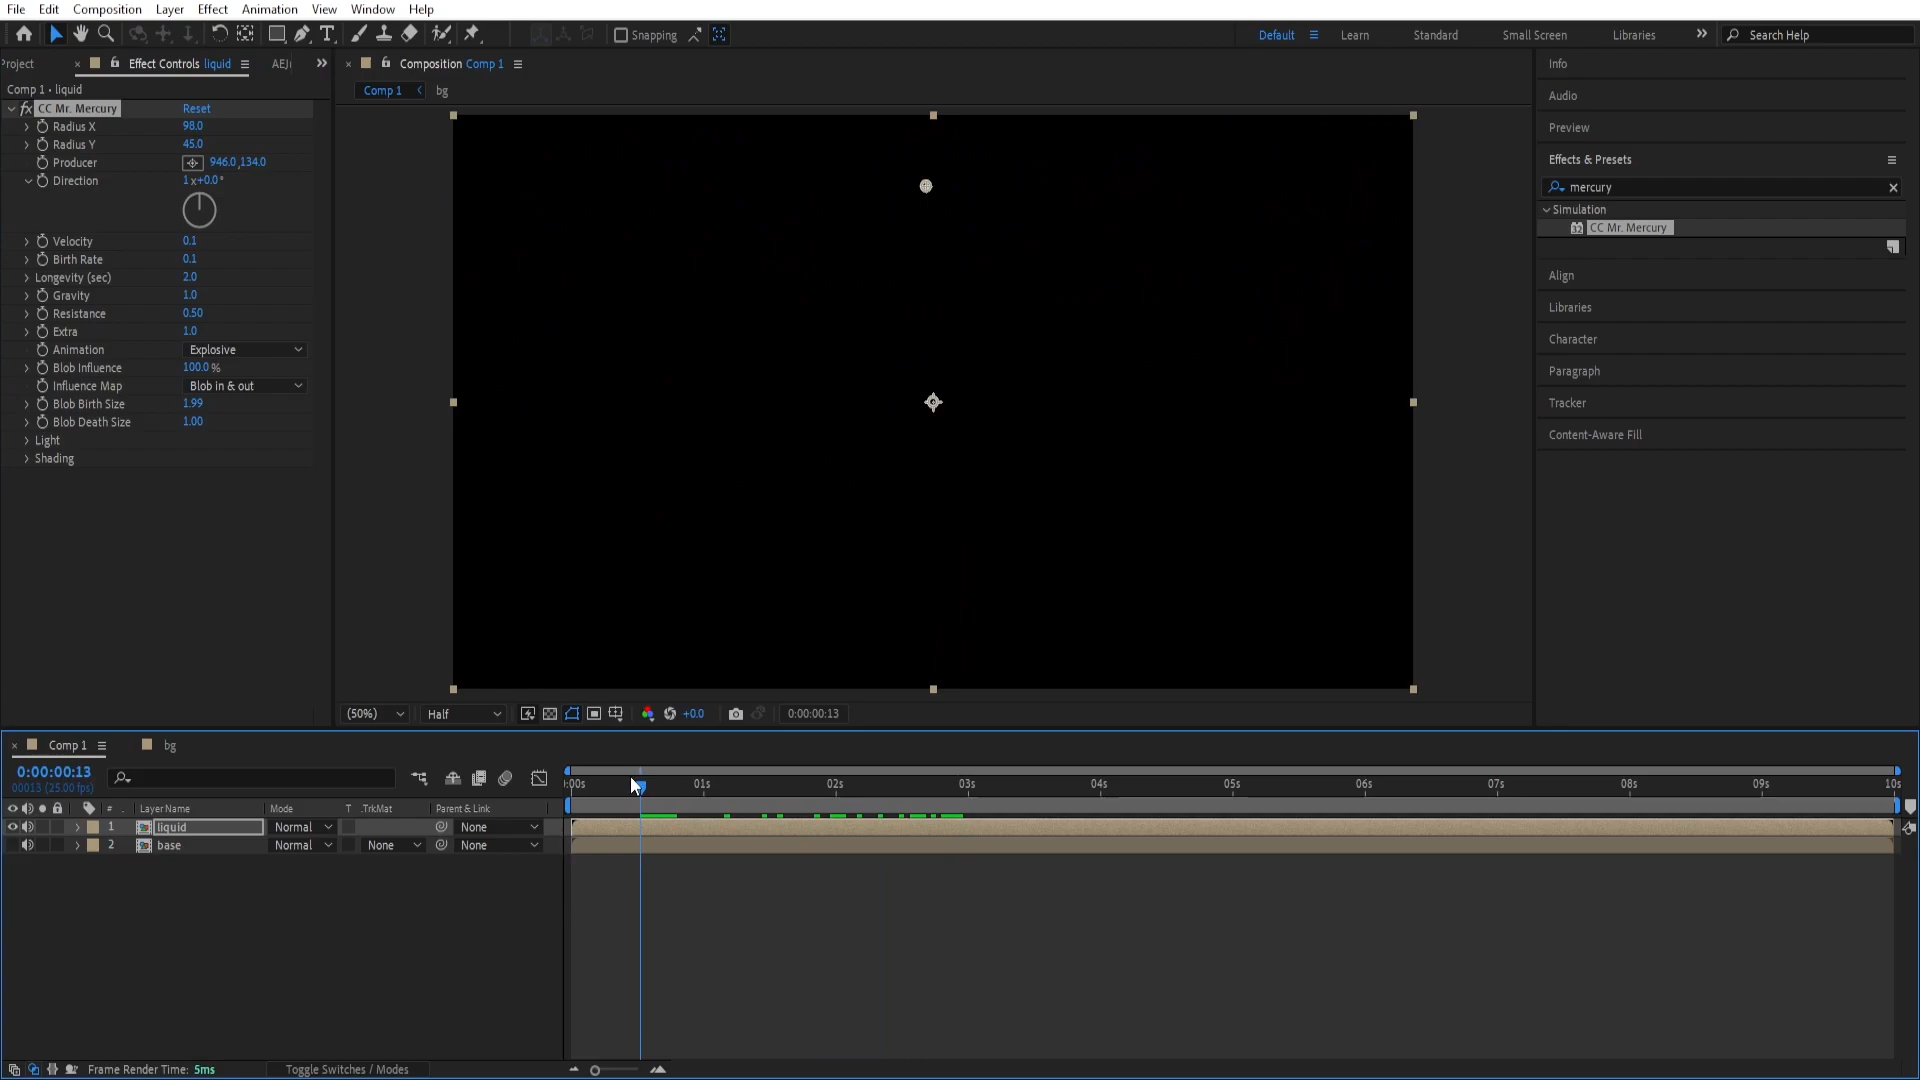 File Edit Composition Layer Effect Animation View Window Help
Snapping Default Learn Standard Small Screen Libraries Search Help
Project Effect Controls liquid
Composition Comp 1
Info
Comp 1 • liquid
Comp 1 bg
fx CC Mr. Mercury Reset
Audio
Radius X 98.0
Preview
Radius Y 45.0
Effects & Presets
Producer 946.0,134.0
Direction 1x+0.0°
mercury
Simulation
CC Mr. Mercury
Velocity 0.1
Birth Rate 0.1
Longevity (sec) 2.0
Align
Gravity 1.0
Libraries
Resistance 0.50
Extra 1.0
Character
Animation Explosive
Blob Influence 100.0 %
Paragraph
Influence Map Blob in & out
Blob Birth Size 1.99
Tracker
Blob Death Size 1.00
Content-Aware Fill
Light
Shading
(50%) Half +0.0 0:00:00:13
Comp 1 bg
0:00:00:13
00013 (25.00 fps)
:00s 01s 02s 03s 04s 05s 06s 07s 08s 09s 10s
# Layer Name Mode T .TrkMat Parent & Link
1 liquid Normal None
2 base Normal None None
Frame Render Time: 5ms Toggle Switches / Modes